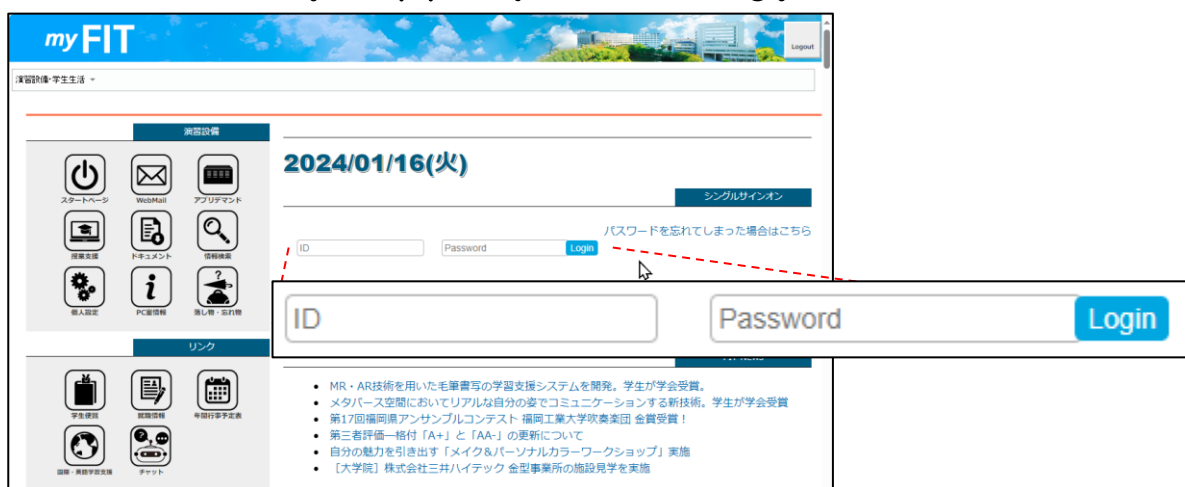 my FIT
Logout
演習設備・学生生活
演習設備
スタートページ
WebMail
アプリデマンド
授業支援
ドキュメント
情報検索
個人設定
PC室情報
落し物・忘れ物
リンク
学生便覧
就職情報
年間行事予定表
国際・英語学習支援
チャット
2024/01/16(火)
シングルサインオン
パスワードを忘れてしまった場合はこちら
ID
Password
Login
ID
Password
Login
MR・AR技術を用いた毛筆書写の学習支援システムを開発。学生が学会受賞。
メタバース空間においてリアルな自分の姿でコミュニケーションする新技術。学生が学会受賞
第17回福岡県アンサンブルコンテスト 福岡工業大学吹奏楽団 金賞受賞！
第三者評価―格付「A+」と「AA-」の更新について
自分の魅力を引き出す「メイク&パーソナルカラーワークショップ」実施
［大学院］株式会社三井ハイテック 金型事業所の施設見学を実施